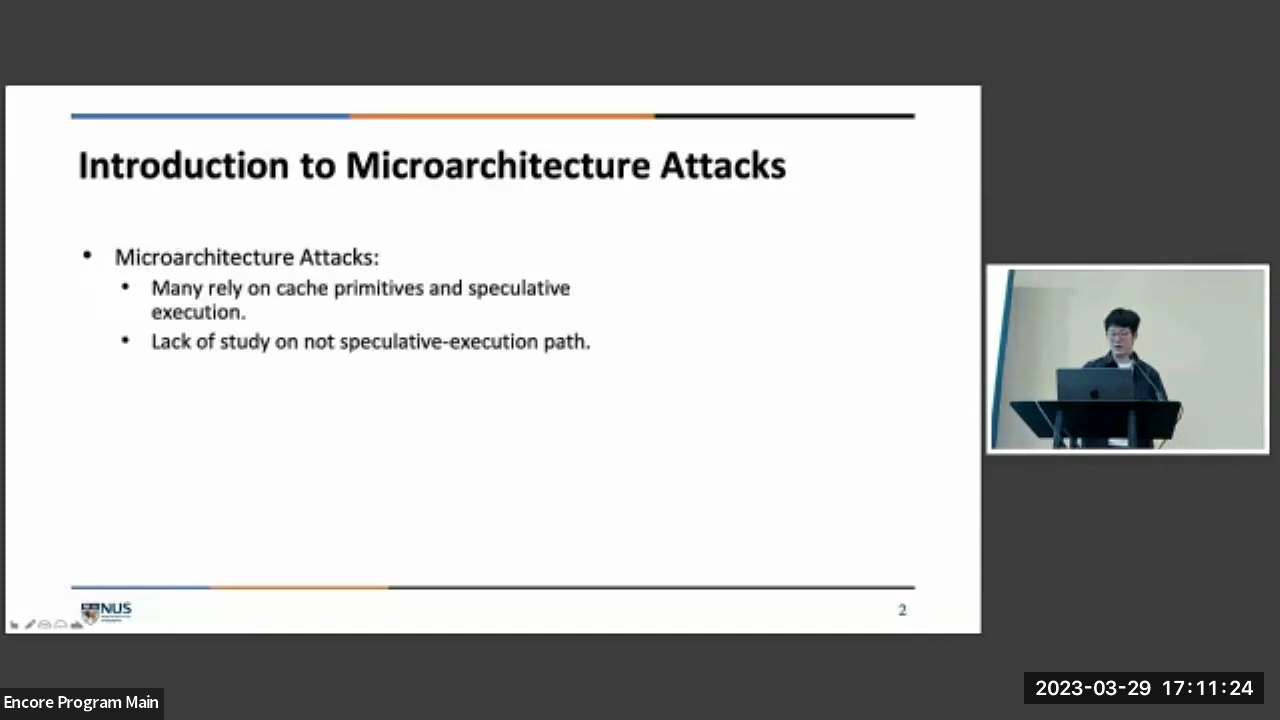 Introduction to Microarchitecture Attacks
• Microarchitecture Attacks:
• Many rely on cache primitives and speculative
execution.
• Lack of study on not speculative-execution path.
NUS
2
Encore Program Main
2023-03-29 17:11:24